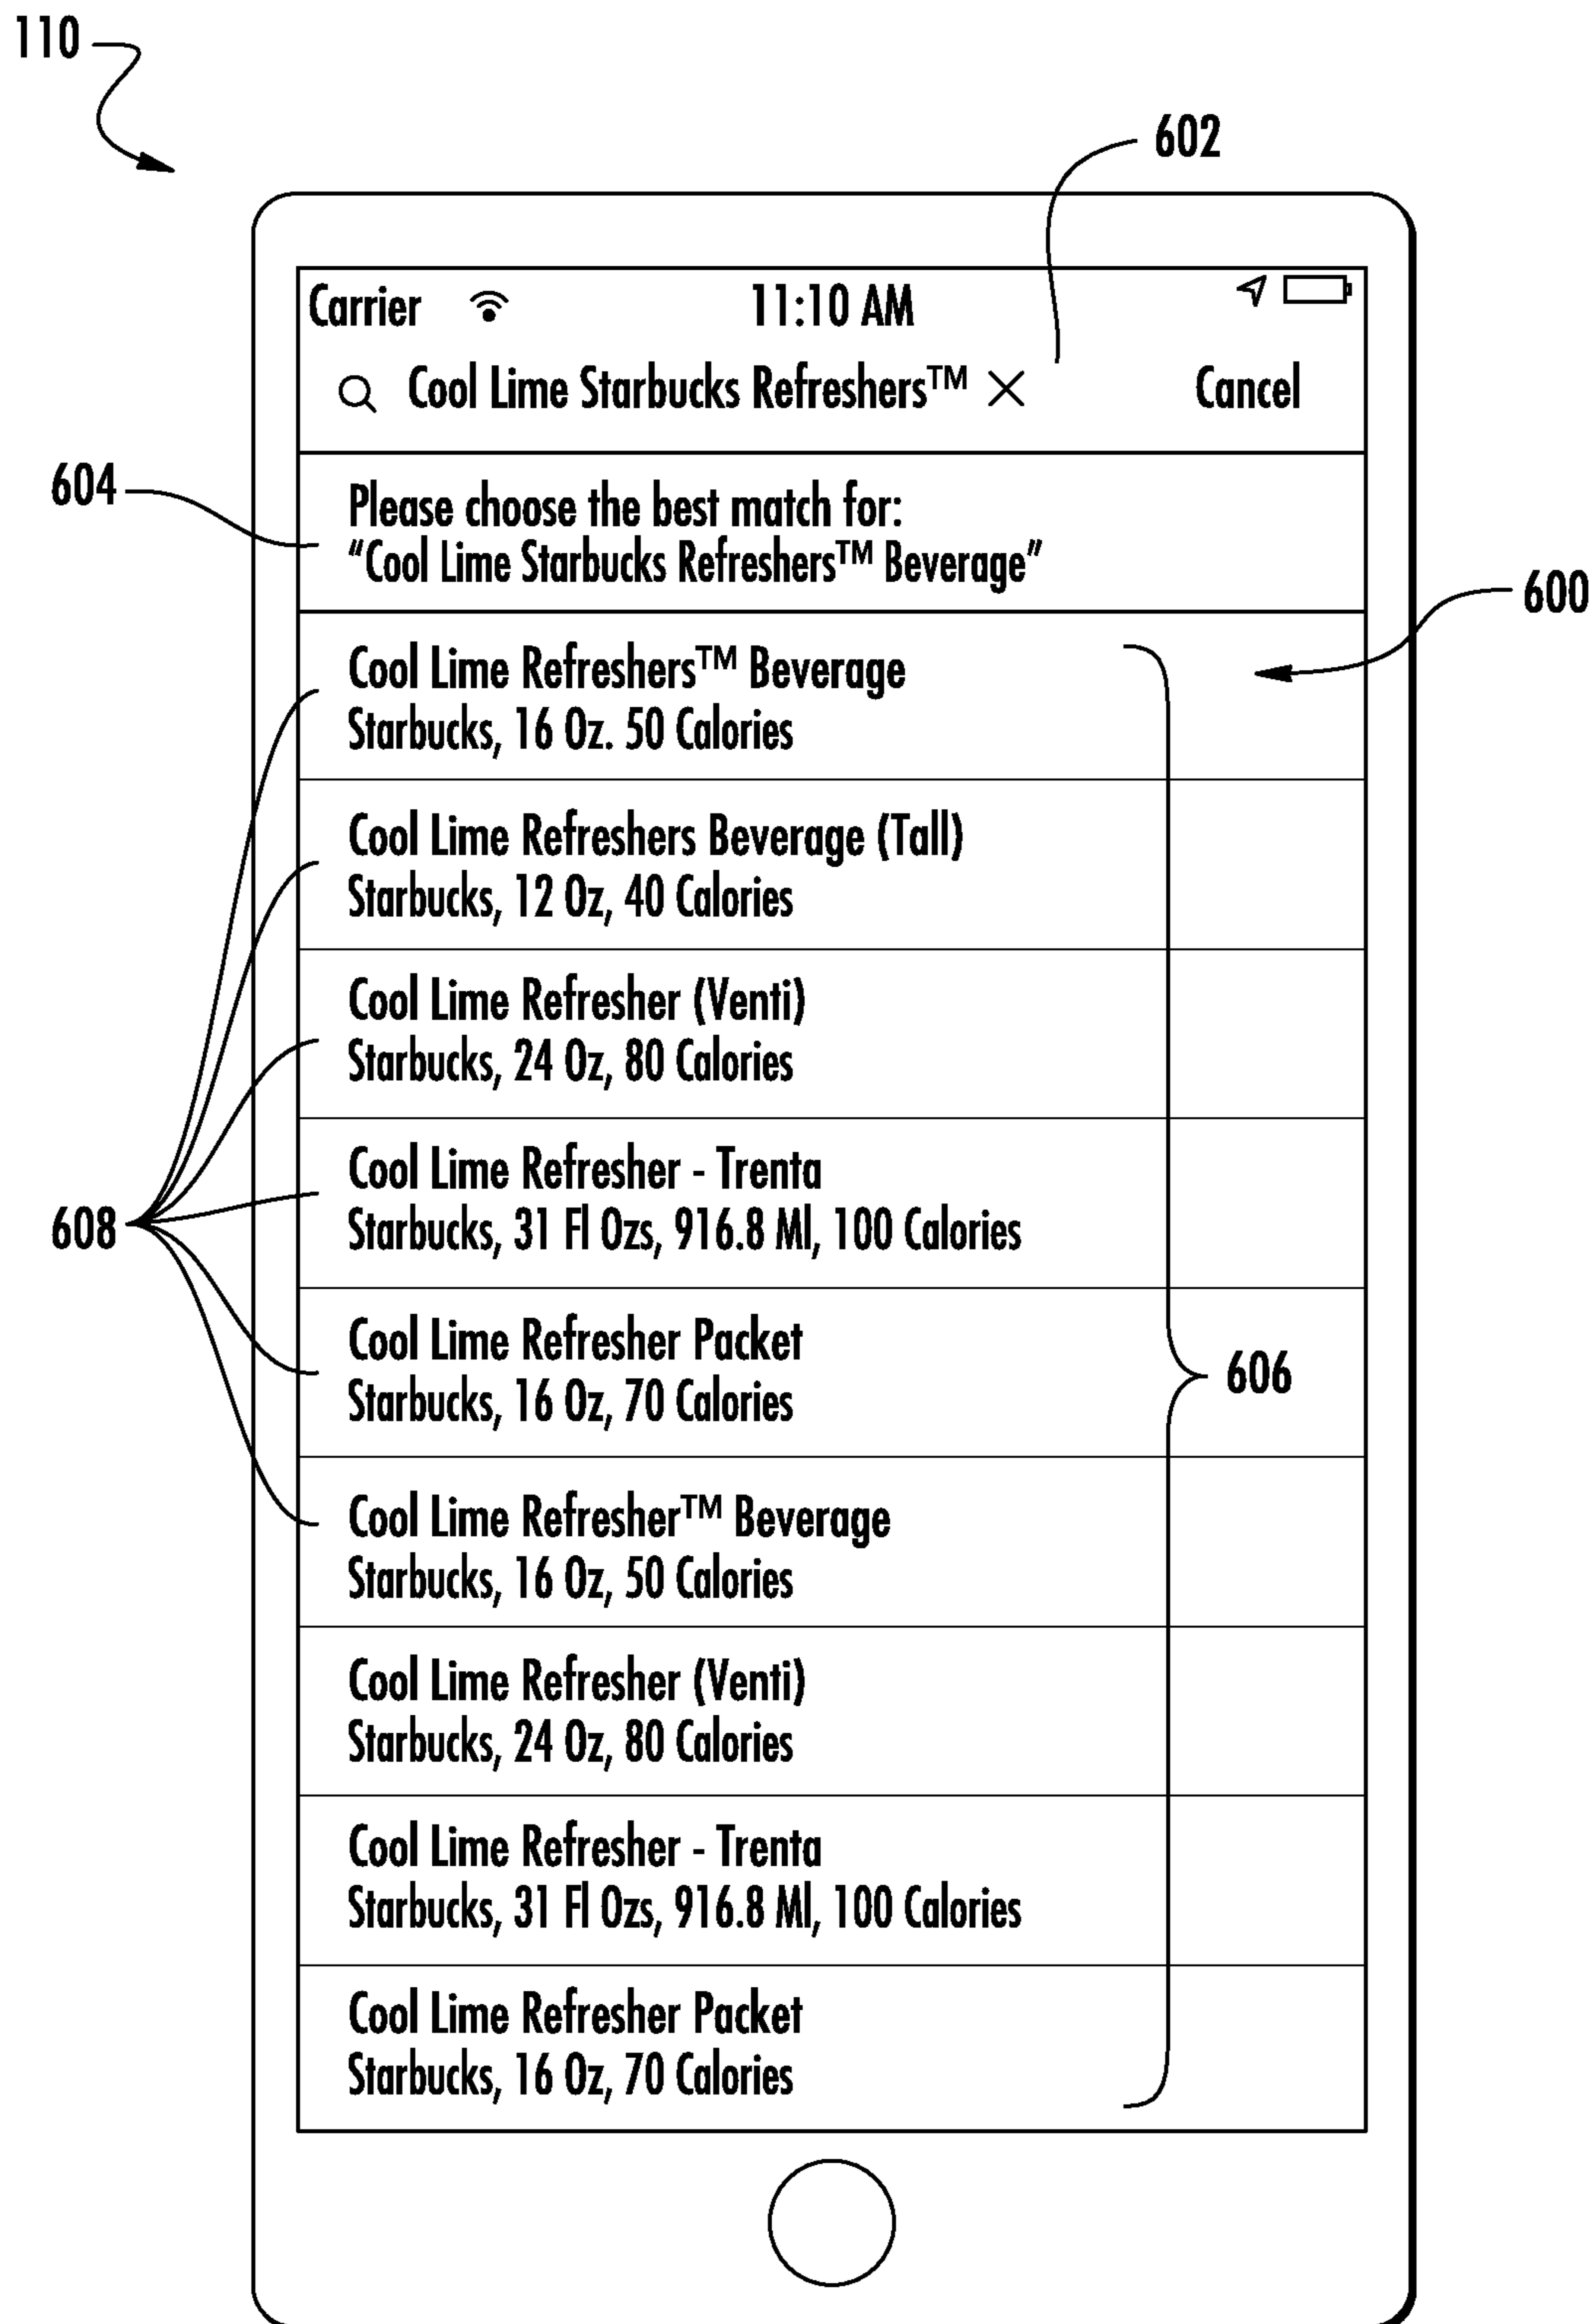 110
602
Carrier 11:10 AM
Cool Lime Starbucks Refreshers™ Cancel
604
Please choose the best match for:
“Cool Lime Starbucks Refreshers™ Beverage”
600
Cool Lime Refreshers™ Beverage
Starbucks, 16 Oz. 50 Calories
Cool Lime Refreshers Beverage (Tall)
Starbucks, 12 Oz, 40 Calories
Cool Lime Refresher (Venti)
Starbucks, 24 Oz, 80 Calories
Cool Lime Refresher - Trenta
Starbucks, 31 Fl Ozs, 916.8 Ml, 100 Calories
608
Cool Lime Refresher Packet
Starbucks, 16 Oz, 70 Calories
606
Cool Lime Refresher™ Beverage
Starbucks, 16 Oz, 50 Calories
Cool Lime Refresher (Venti)
Starbucks, 24 Oz, 80 Calories
Cool Lime Refresher - Trenta
Starbucks, 31 Fl Ozs, 916.8 Ml, 100 Calories
Cool Lime Refresher Packet
Starbucks, 16 Oz, 70 Calories